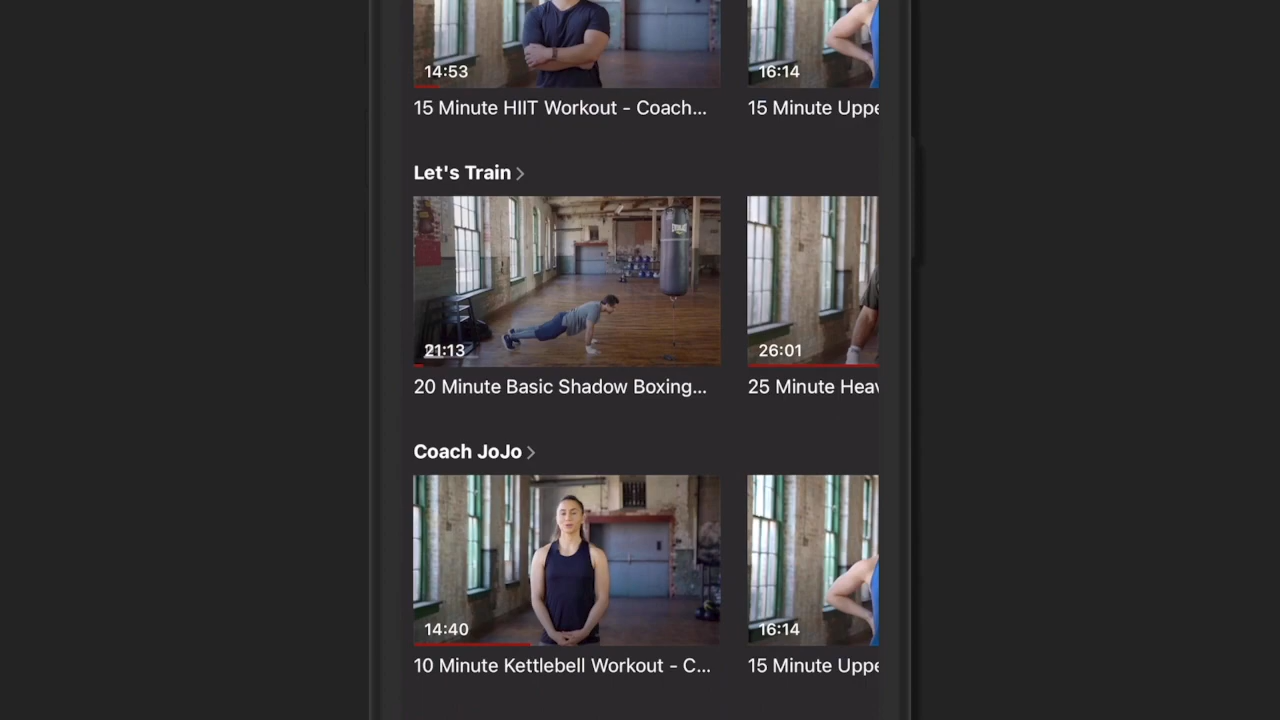 14:53
16:14
15 Minute HIIT Workout - Coach...
15 Minute Uppe
Let's Train >
EVERLAST
21:13
26:01
20 Minute Basic Shadow Boxing...
25 Minute Heav
Coach JoJo >
14:40
16:14
10 Minute Kettlebell Workout - C...
15 Minute Uppe